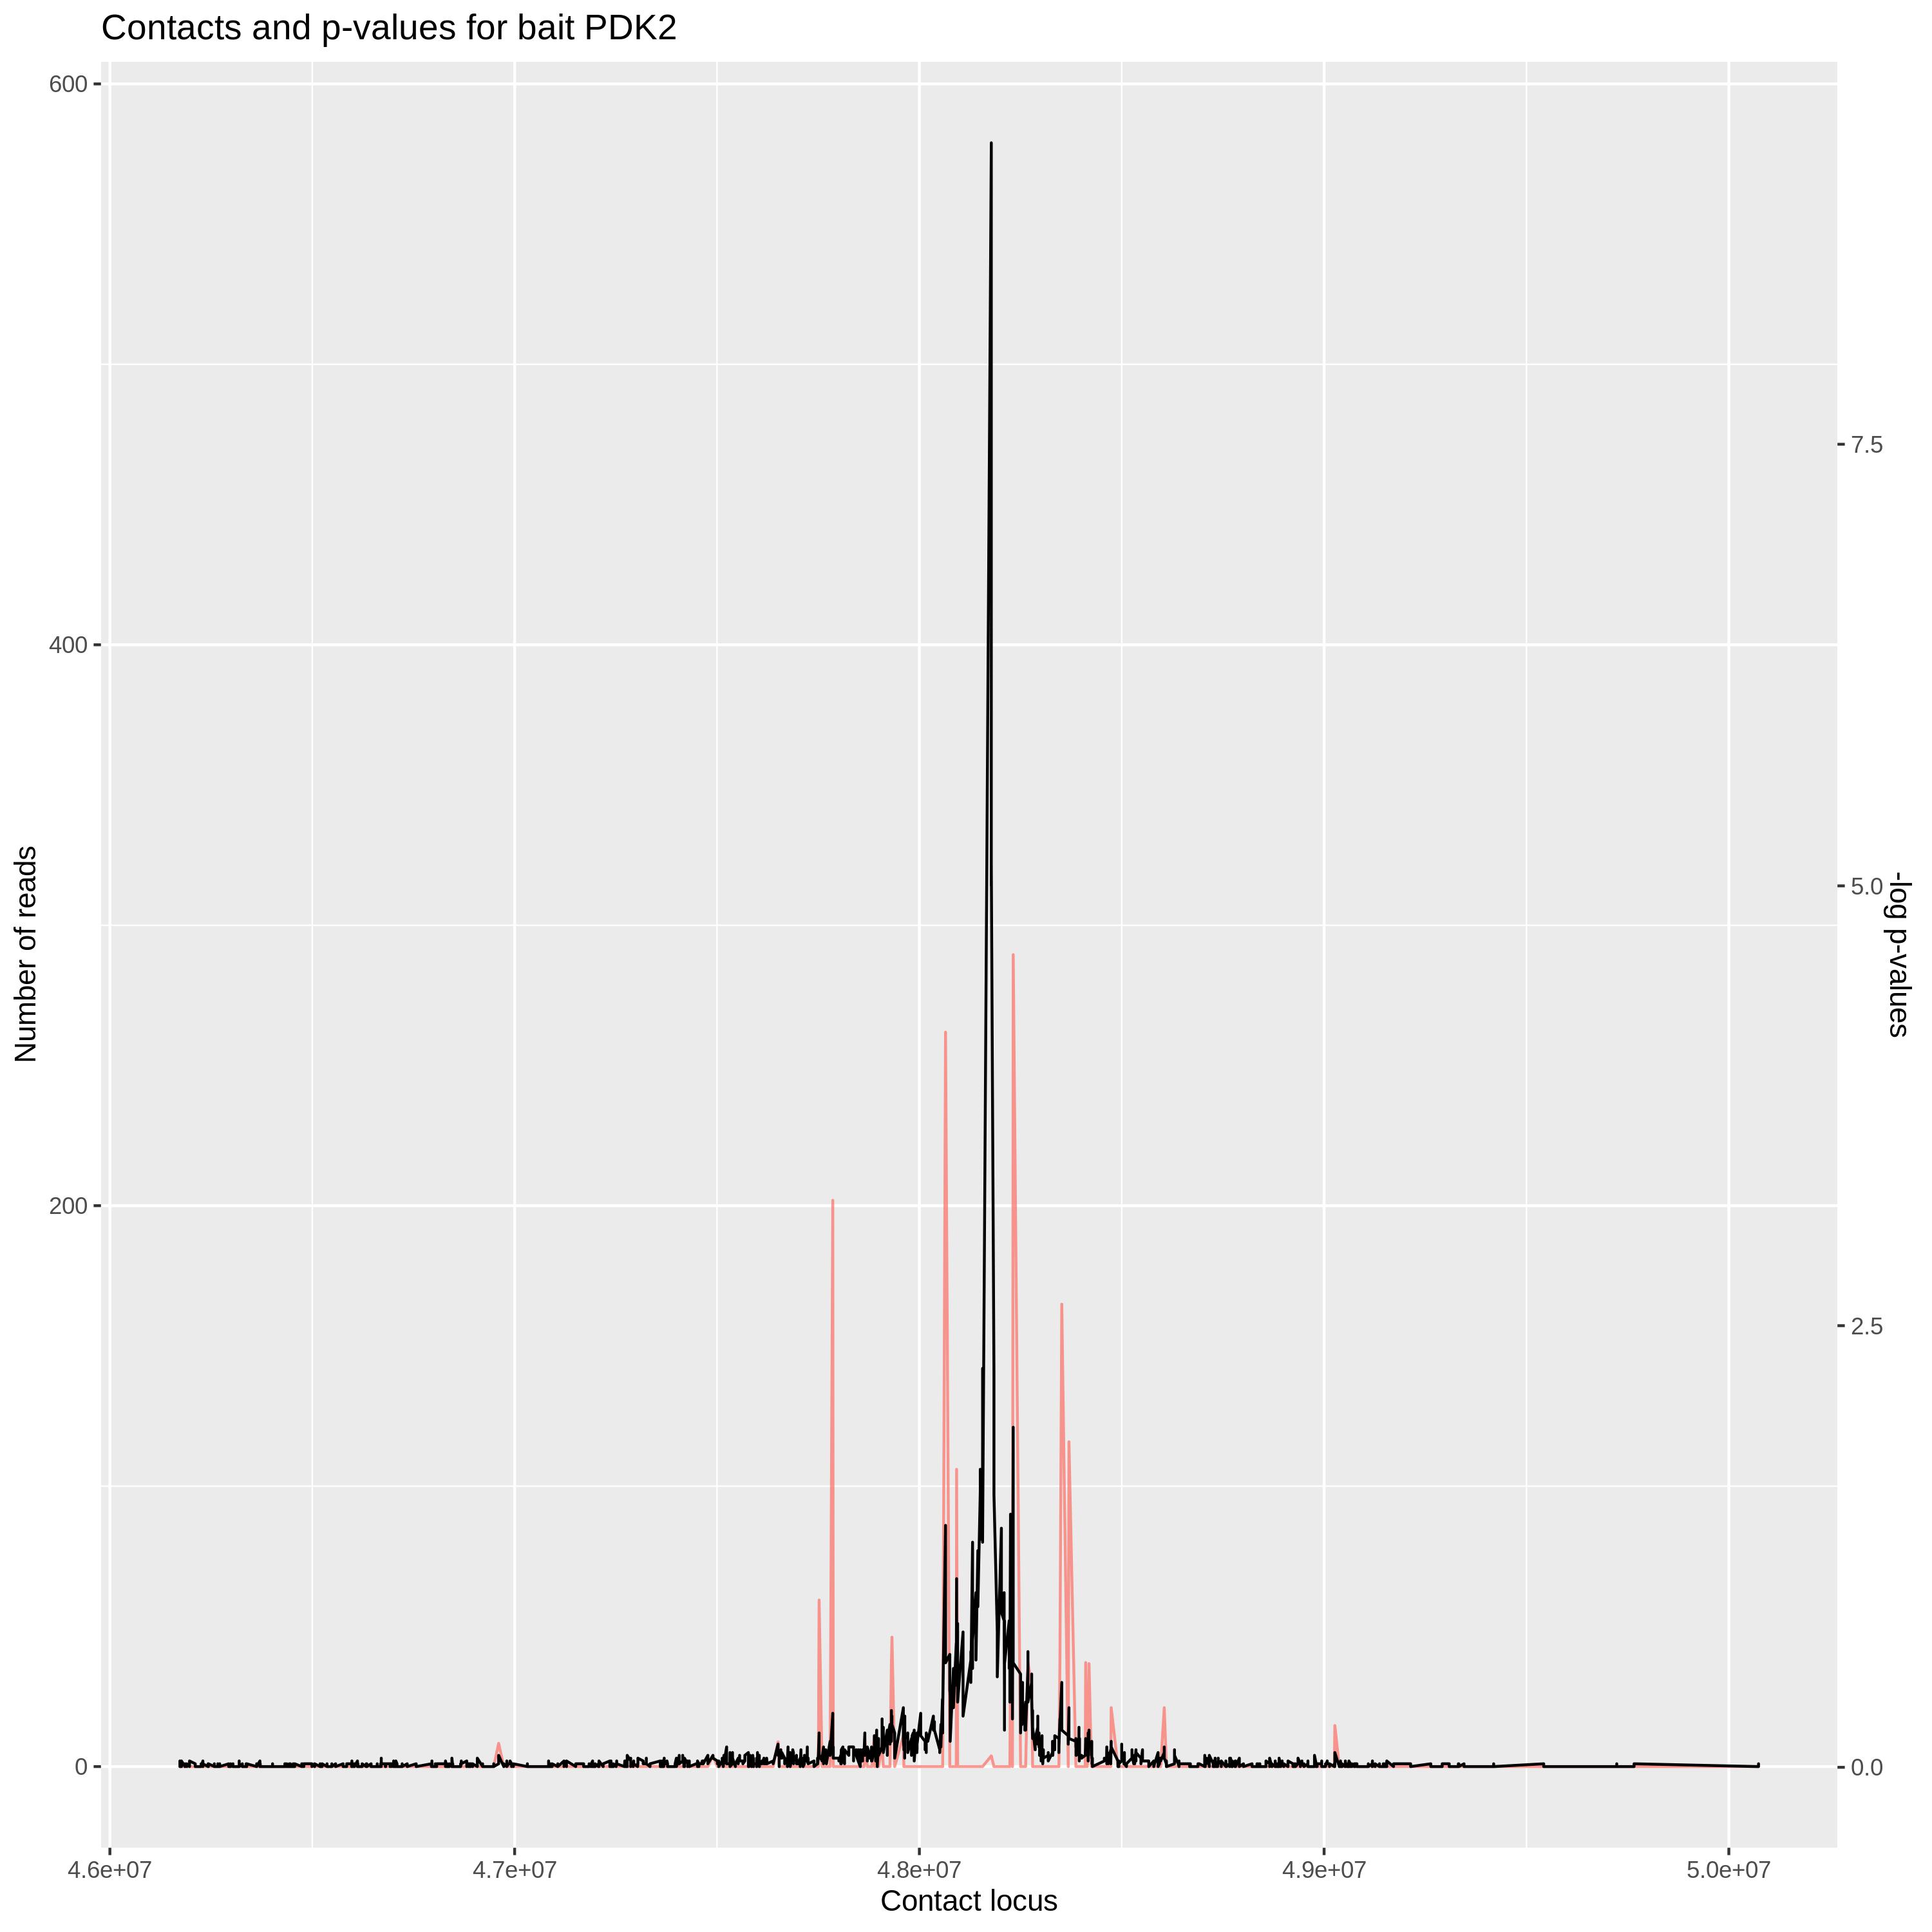 Contacts and p-values for bait PDK2
600
400
200
0
Number of reads
7.5
5.0
2.5
0.0
-log p-values
4.6e+07 4.7e+07 4.8e+07 4.9e+07 5.0e+07
Contact locus